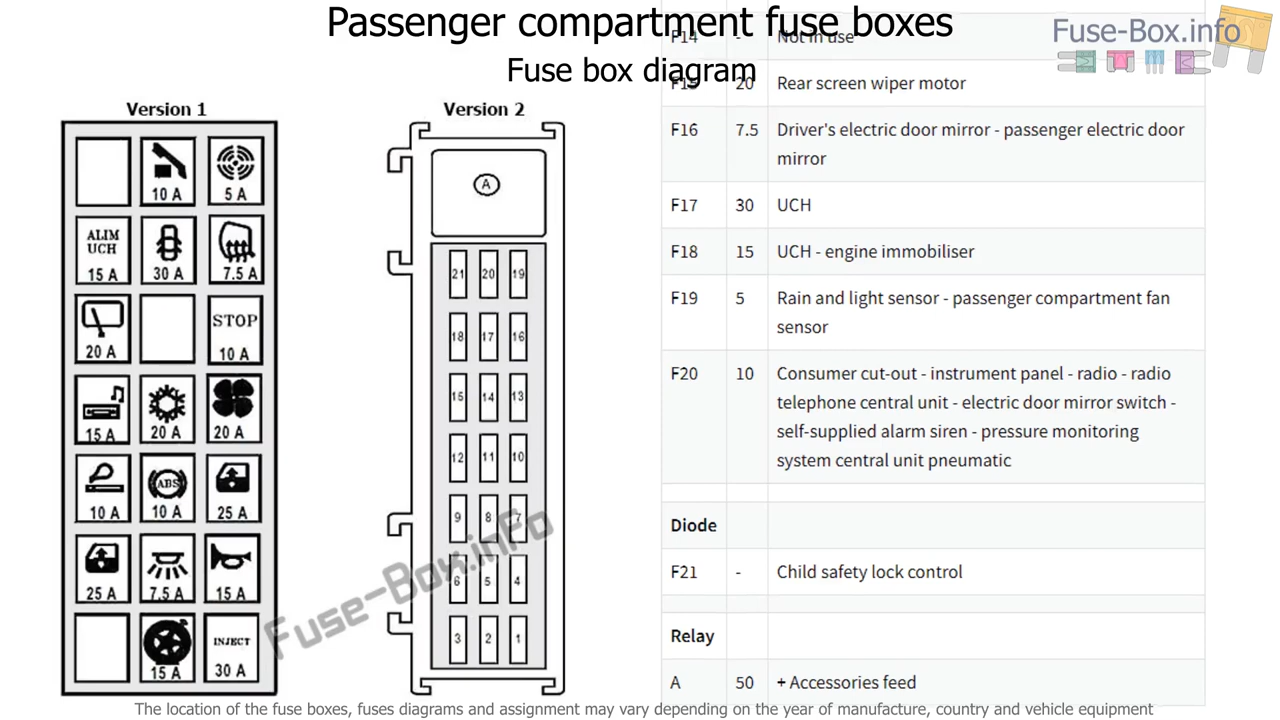 Passenger compartment fuse boxes
Fuse box diagram
Fuse-Box.info
Version 1
10 A
5 A
ALIM
UCH
15 A
30 A
7.5 A
20 A
STOP
10 A
15 A
20 A
20 A
10 A
ABS
10 A
25 A
25 A
7.5 A
15 A
15 A
INJECT
30 A
Version 2
A
21 20 19
18 17 16
15 14 13
12 11 10
9 8 7
6 5 4
3 2 1
Fuse-Box.info
F14 - Not in use
F15 20 Rear screen wiper motor
F16 7.5 Driver's electric door mirror - passenger electric door
mirror
F17 30 UCH
F18 15 UCH - engine immobiliser
F19 5 Rain and light sensor - passenger compartment fan
sensor
F20 10 Consumer cut-out - instrument panel - radio - radio
telephone central unit - electric door mirror switch -
self-supplied alarm siren - pressure monitoring
system central unit pneumatic
Diode
F21 - Child safety lock control
Relay
A 50 + Accessories feed
The location of the fuse boxes, fuses diagrams and assignment may vary depending on the year of manufacture, country and vehicle equipment